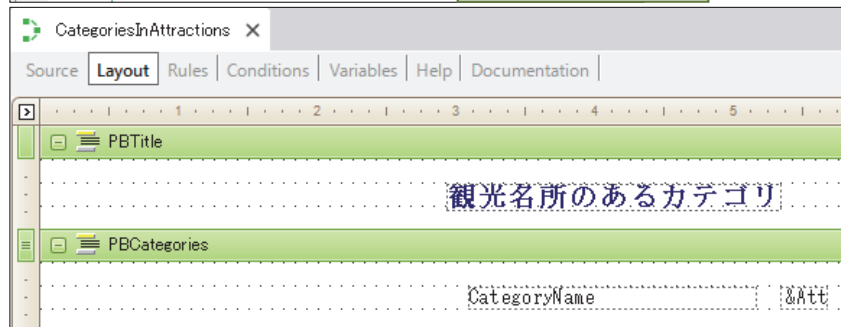 CategoriesInAttractions
Source Layout Rules Conditions Variables Help Documentation
1 2 3 4 5
PBTitle
観光名所のあるカテゴリ
PBCategories
CategoryName &Att